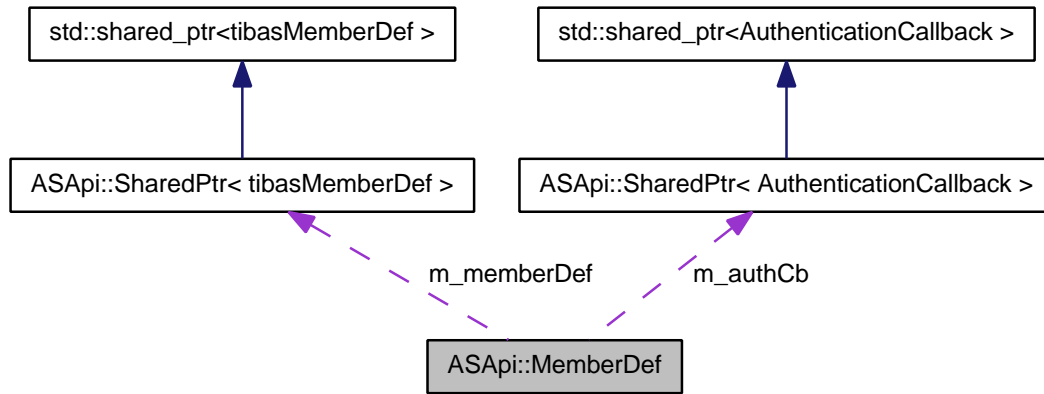 std::shared_ptr<tibasMemberDef >
std::shared_ptr<AuthenticationCallback >
ASApi::SharedPtr< tibasMemberDef >
ASApi::SharedPtr< AuthenticationCallback >
m_memberDef
m_authCb
ASApi::MemberDef